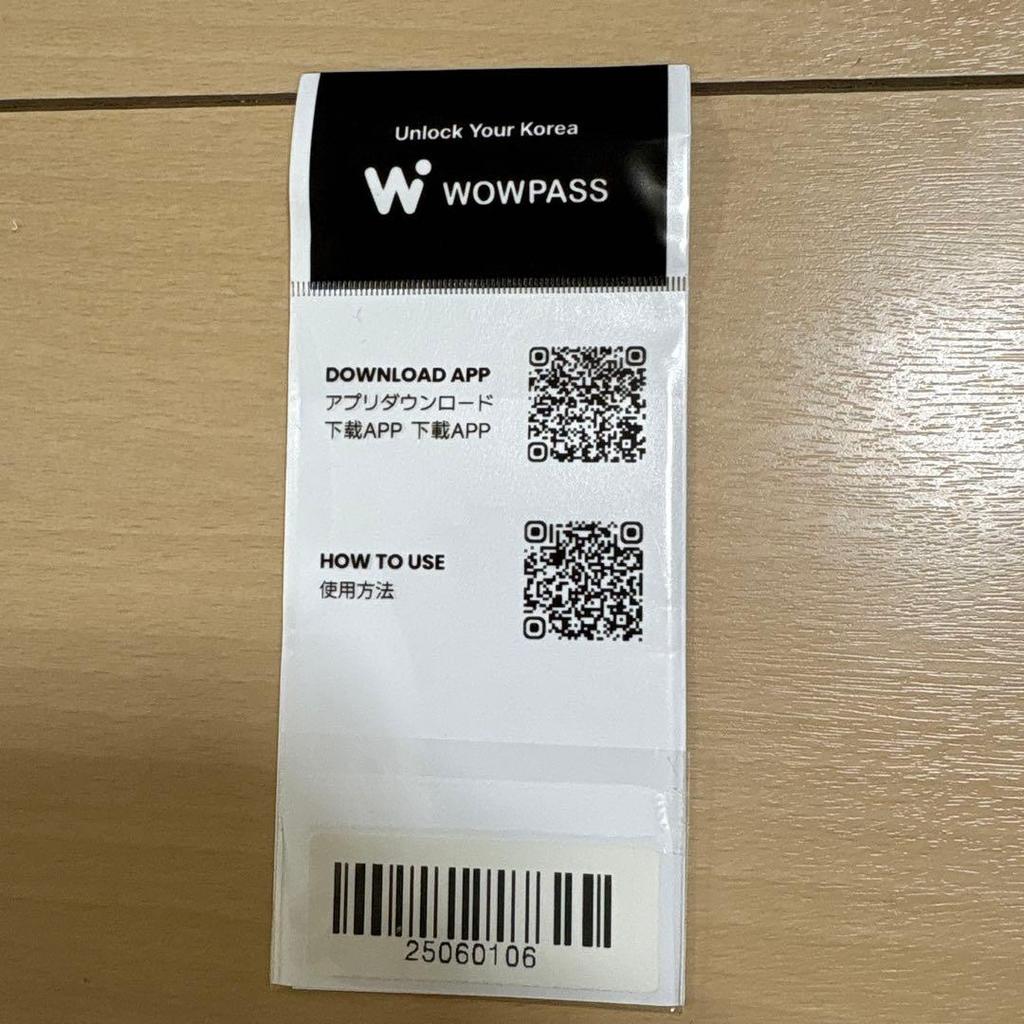 Unlock Your Korea
WOWPASS
DOWNLOAD APP
アプリダウンロード
下載APP 下載APP
HOW TO USE
使用方法
25060106